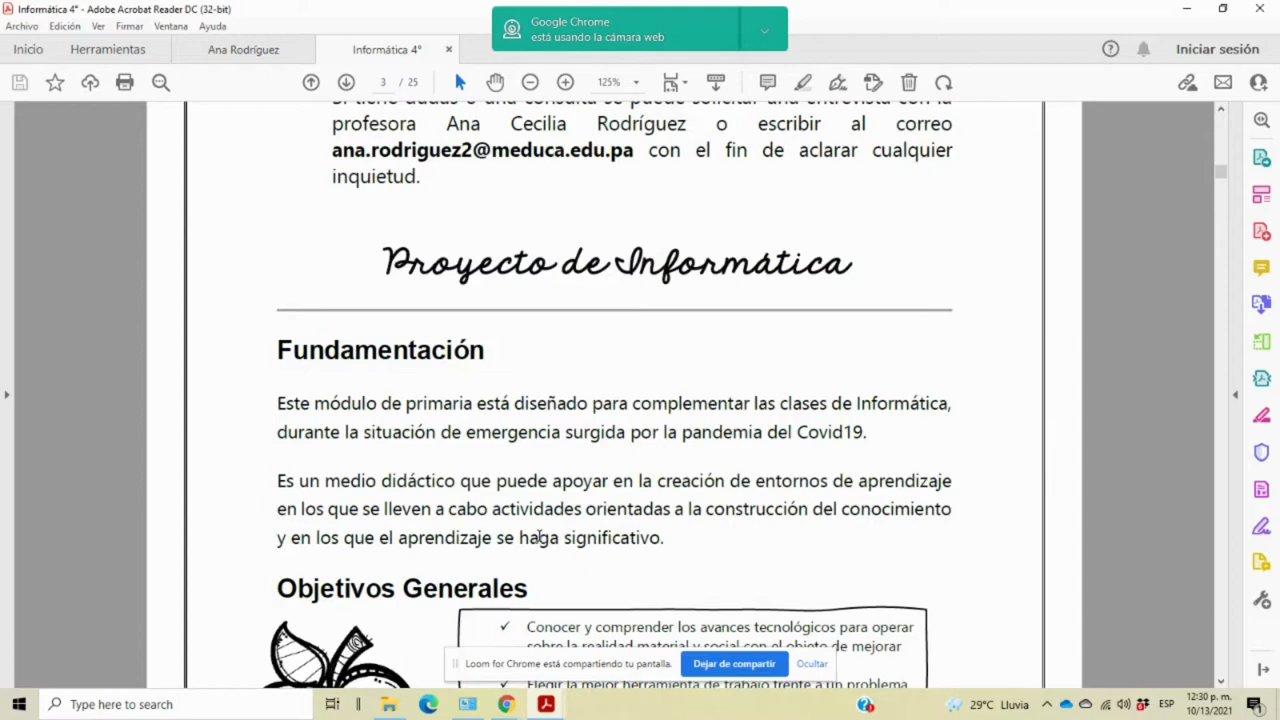 Informática 4° - Adobe Acrobat Reader DC (32-bit)
Archivo Edición Ver Firmar Ventana Ayuda
Google Chrome
está usando la cámara web
Inicio Herramientas Ana Rodríguez Informática 4° × Iniciar sesión
3 / 25 125%
Si tiene dudas o una consulta se puede solicitar una entrevista con la
profesora Ana Cecilia Rodríguez o escribir al correo
ana.rodriguez2@meduca.edu.pa con el fin de aclarar cualquier
inquietud.
Proyecto de Informática
Fundamentación
Este módulo de primaria está diseñado para complementar las clases de Informática,
durante la situación de emergencia surgida por la pandemia del Covid19.
Es un medio didáctico que puede apoyar en la creación de entornos de aprendizaje
en los que se lleven a cabo actividades orientadas a la construcción del conocimiento
y en los que el aprendizaje se haga significativo.
Objetivos Generales
✓ Conocer y comprender los avances tecnológicos para operar
sobre la realidad material y social con el objeto de mejorar
Loom for Chrome está compartiendo tu pantalla. Dejar de compartir Ocultar
Elegir la mejor herramienta de trabajo frente a un problema
Type here to search
29°C Lluvia ESP
12:30 p. m.
10/13/2021
1